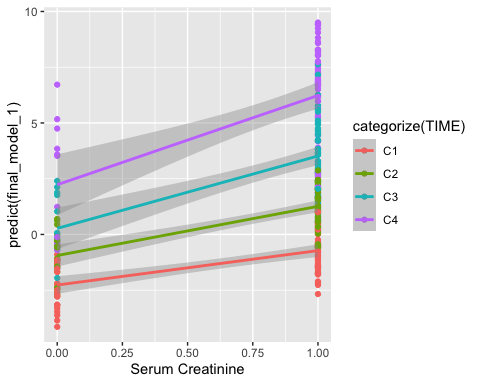 10
5
0
predict(final_model_1)
0.00
0.25
0.50
0.75
1.00
Serum Creatinine
categorize(TIME)
C1
C2
C3
C4